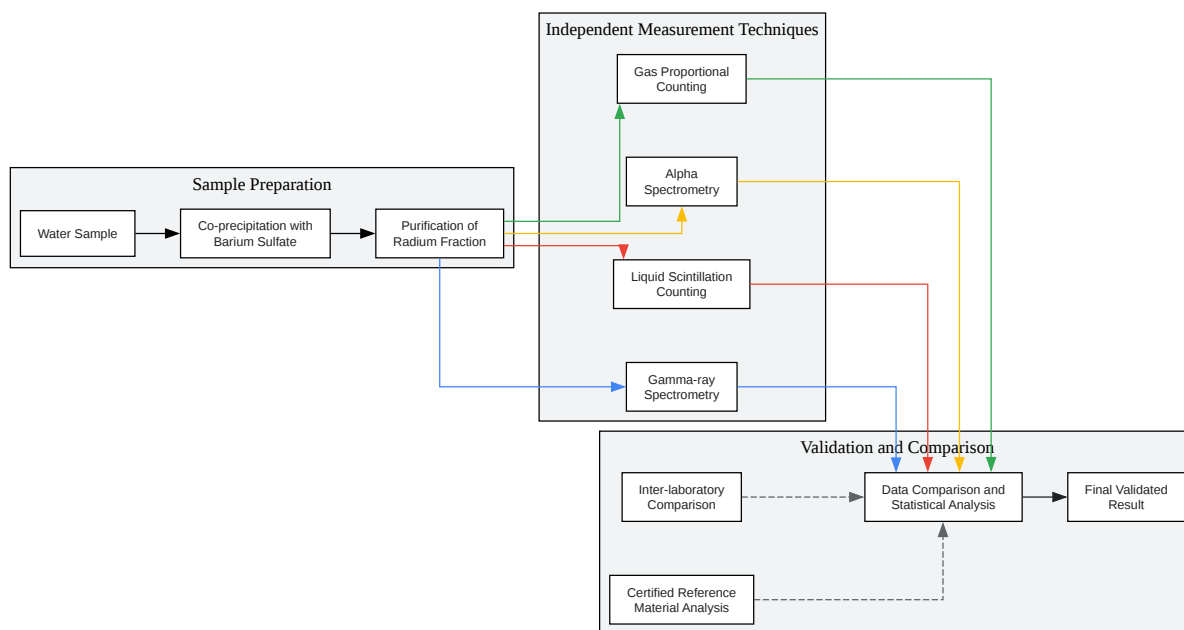 Independent Measurement Techniques
Gas Proportional
Counting
Alpha
Spectrometry
Sample Preparation
Water Sample
Co-precipitation with
Barium Sulfate
Purification of
Radium Fraction
Liquid Scintillation
Counting
Gamma-ray
Spectrometry
Validation and Comparison
Inter-laboratory
Comparison
Data Comparison and
Statistical Analysis
Final Validated
Result
Certified Reference
Material Analysis